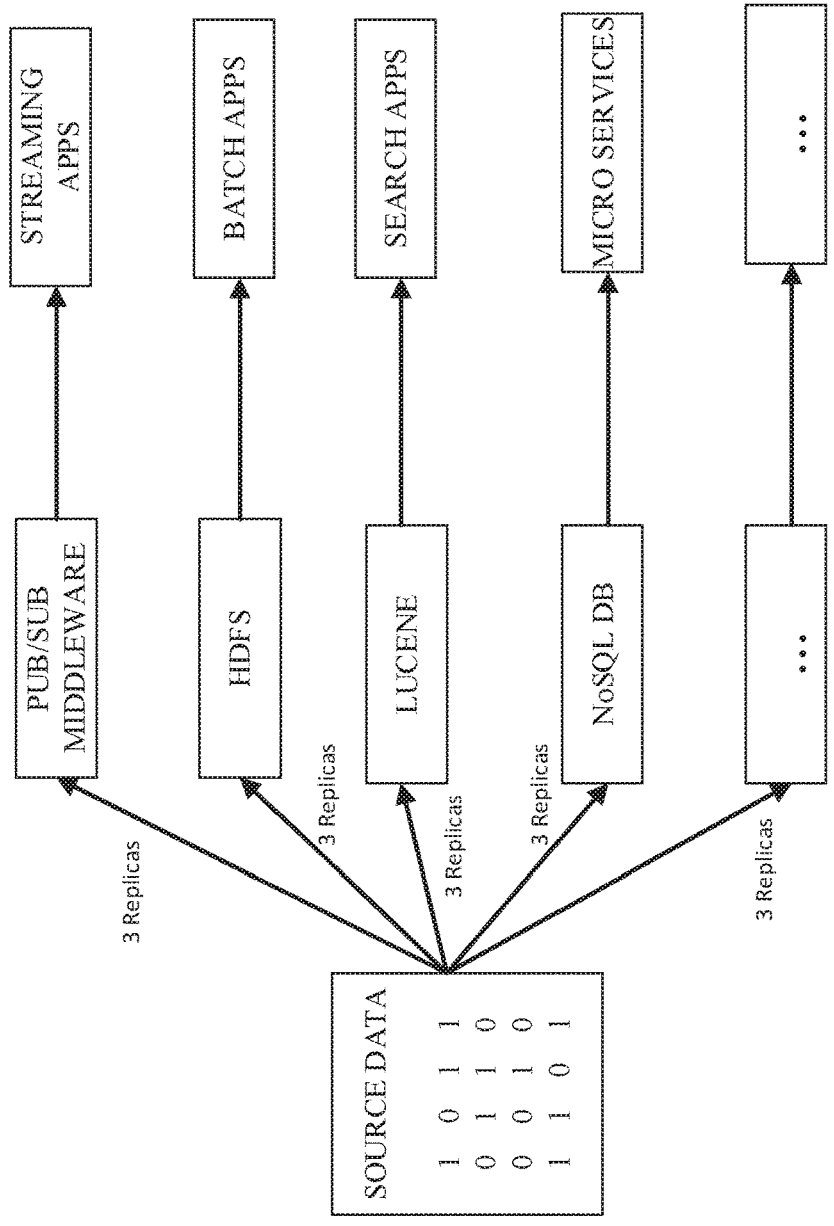 SOURCE DATA
1 0 1 1
0 1 1 0
0 0 1 0
1 1 0 1
3 Replicas
3 Replicas
3 Replicas
3 Replicas
3 Replicas
PUB/SUB
MIDDLEWARE
STREAMING
APPS
HDFS
BATCH APPS
LUCENE
SEARCH APPS
NoSQL DB
MICRO SERVICES
...
...